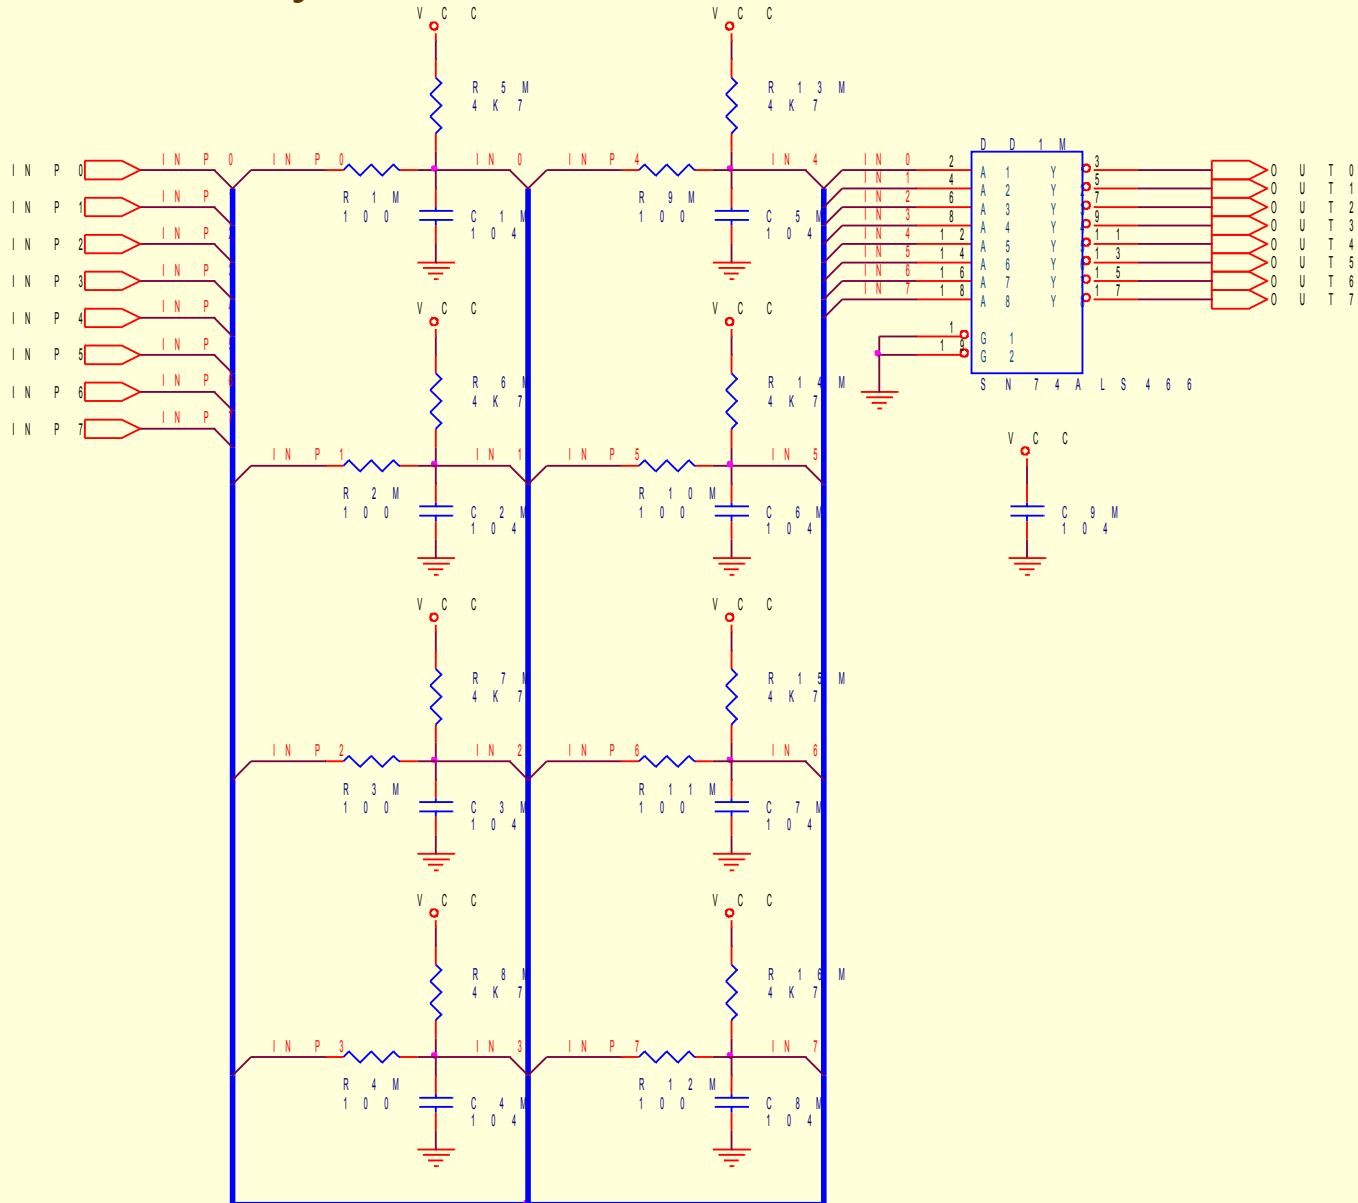 VCC VCC
R5M R13M
4K7 4K7
DD1M
INP0 INP0 INP0 IN0 INP4 IN4 IN0 2 A1 Y 3 OUT0
IN1 4 A2 Y 5 OUT1
R1M R9M
100 100
INP1 INP IN2 6 A3 Y 7 OUT2
C1M C5M
104 104
IN3 8 A4 Y 9 OUT3
INP2 INP IN4 12 A5 Y 11 OUT4
IN5 14 A6 Y 13 OUT5
INP3 INP IN6 16 A7 Y 15 OUT6
IN7 18 A8 Y 17 OUT7
VCC VCC
INP4 INP
1 G1
19 G2
INP5 INP
R6M R14M
4K7 4K7
SN74ALS466
INP6 INP
INP7 INP
VCC
INP1 IN1 INP5 IN5
R2M R10M
100 100
C2M C6M C9M
104 104 104
VCC VCC
R7M R15M
4K7 4K7
INP2 IN2 INP6 IN6
R3M R11M
100 100
C3M C7M
104 104
VCC VCC
R8M R16M
4K7 4K7
INP3 IN3 INP7 IN7
R4M R12M
100 100
C4M C8M
104 104